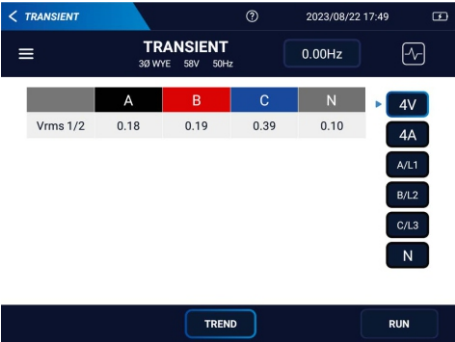 TRANSIENT
2023/08/22 17:49
TRANSIENT
3Ø WYE 58V 50Hz
0.00Hz
A B C N
Vrms 1/2 0.18 0.19 0.39 0.10
4V
4A
A/L1
B/L2
C/L3
N
TREND
RUN